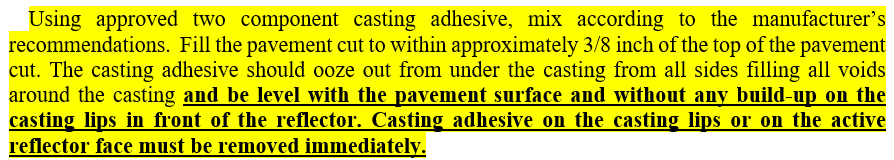 Using approved two component casting adhesive, mix according to the manufacturer’s
recommendations. Fill the pavement cut to within approximately 3/8 inch of the top of the pavement
cut. The casting adhesive should ooze out from under the casting from all sides filling all voids
around the casting and be level with the pavement surface and without any build-up on the
casting lips in front of the reflector. Casting adhesive on the casting lips or on the active
reflector face must be removed immediately.